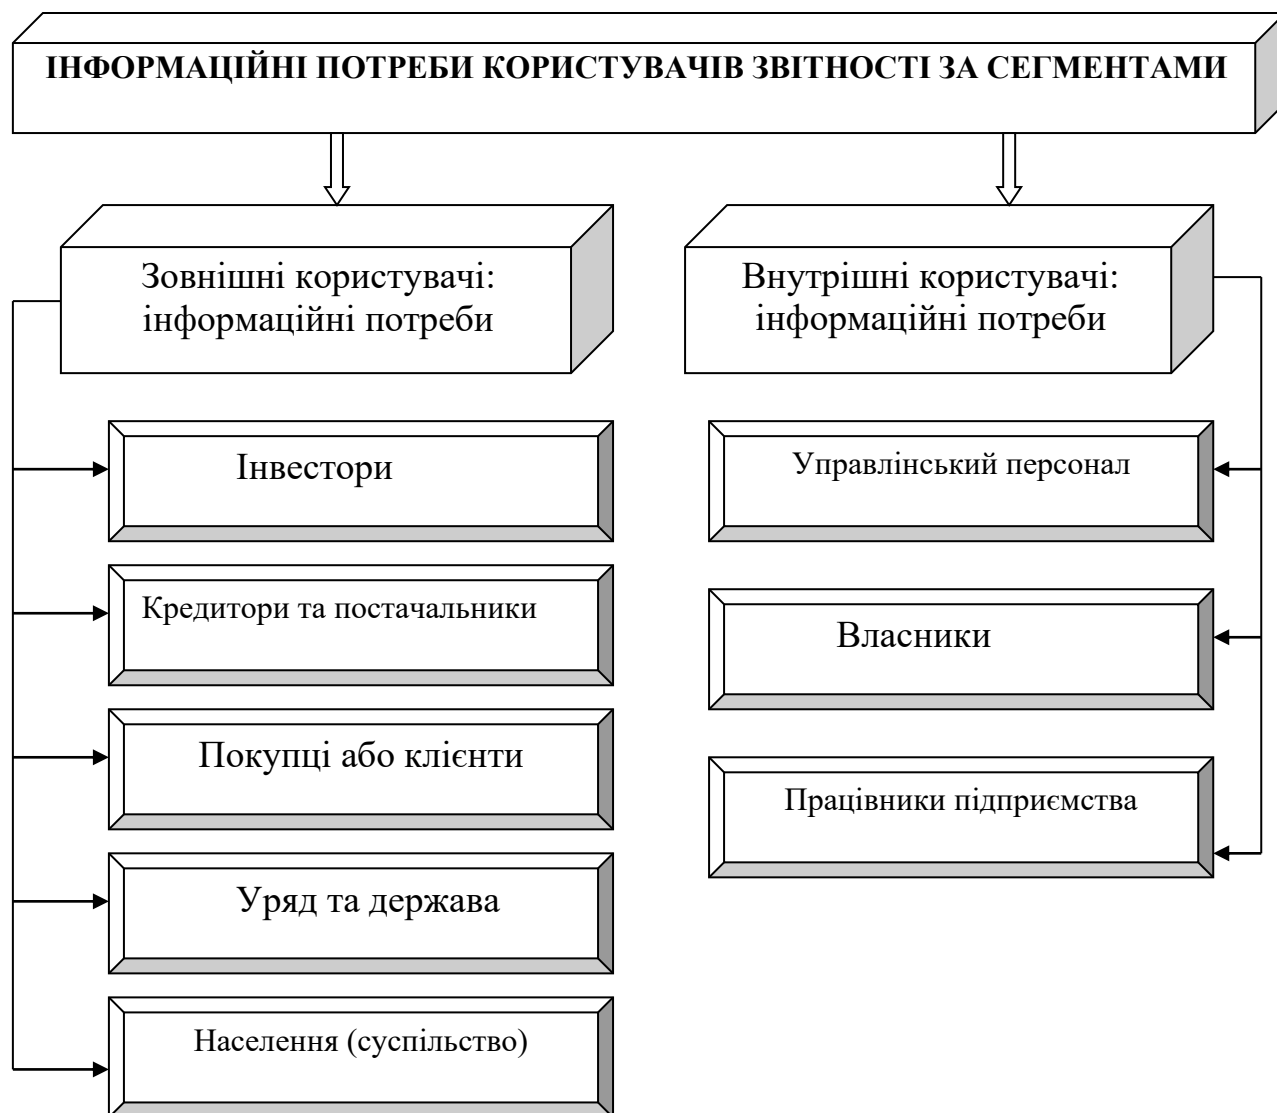 ІНФОРМАЦІЙНІ ПОТРЕБИ КОРИСТУВАЧІВ ЗВІТНОСТІ ЗА СЕГМЕНТАМИ
Зовнішні користувачі:
інформаційні потреби
Інвестори
Кредитори та постачальники
Покупці або клієнти
Уряд та держава
Населення (суспільство)
Внутрішні користувачі:
інформаційні потреби
Управлінський персонал
Власники
Працівники підприємства